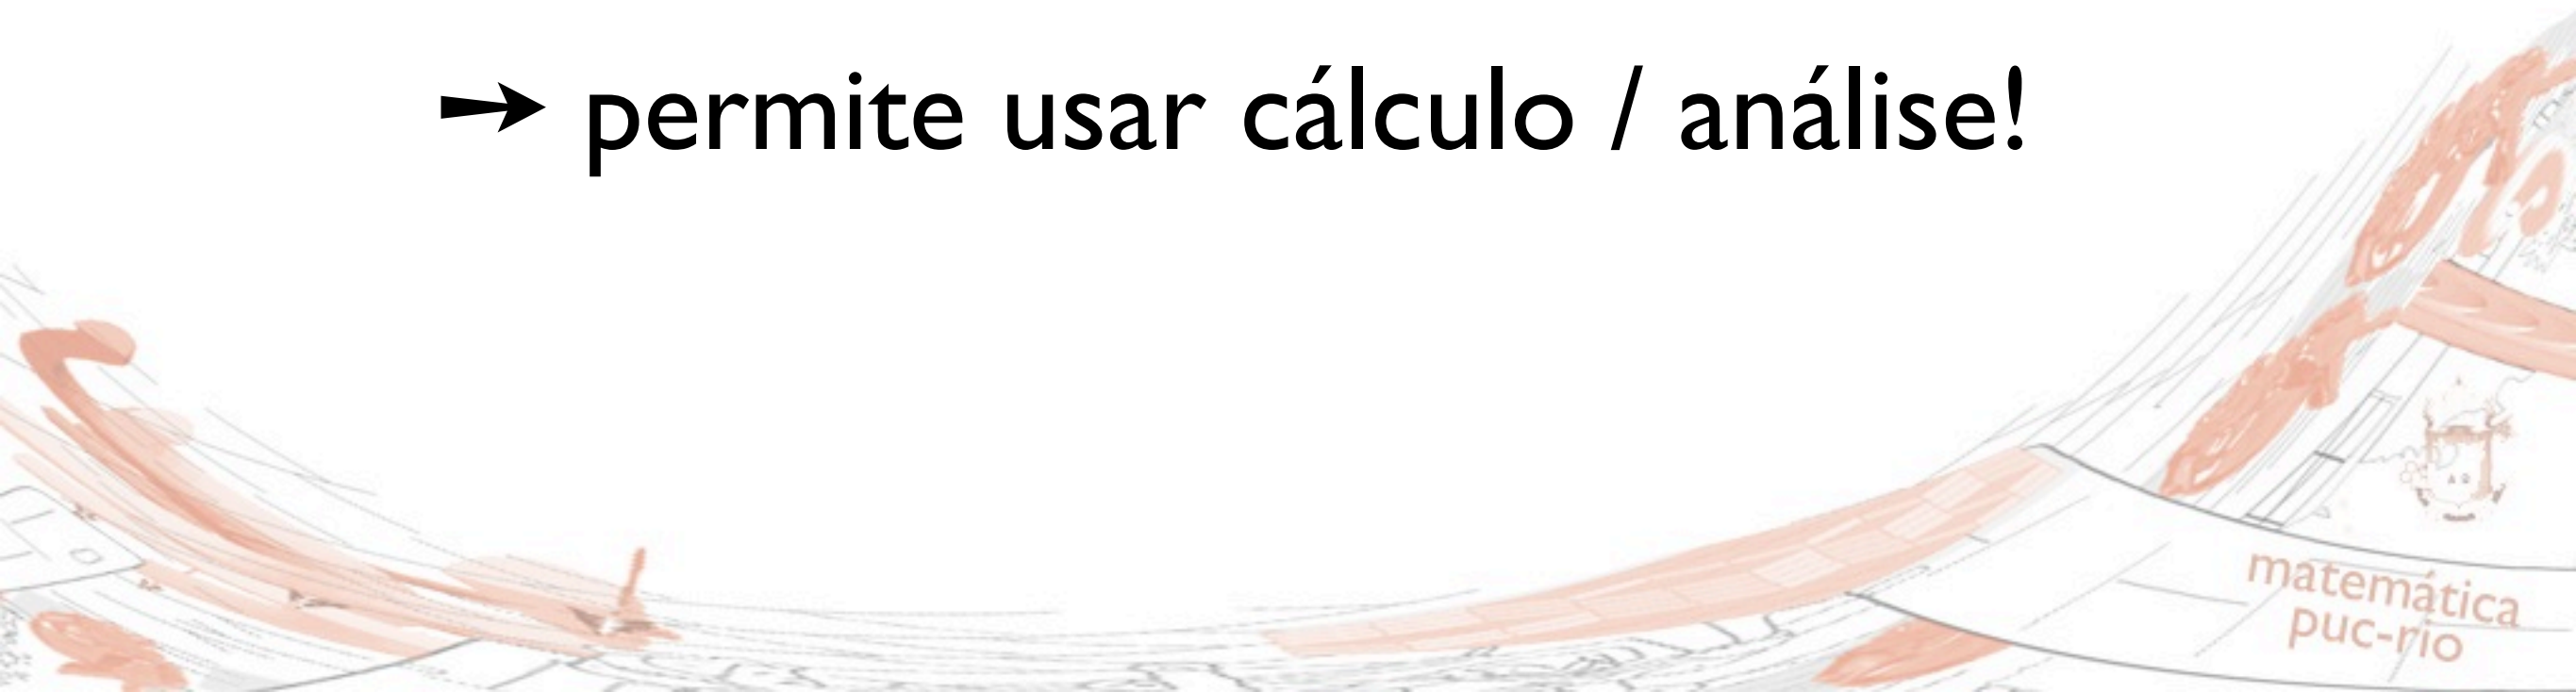 ➙ permite usar cálculo / análise!
matemática
puc-rio